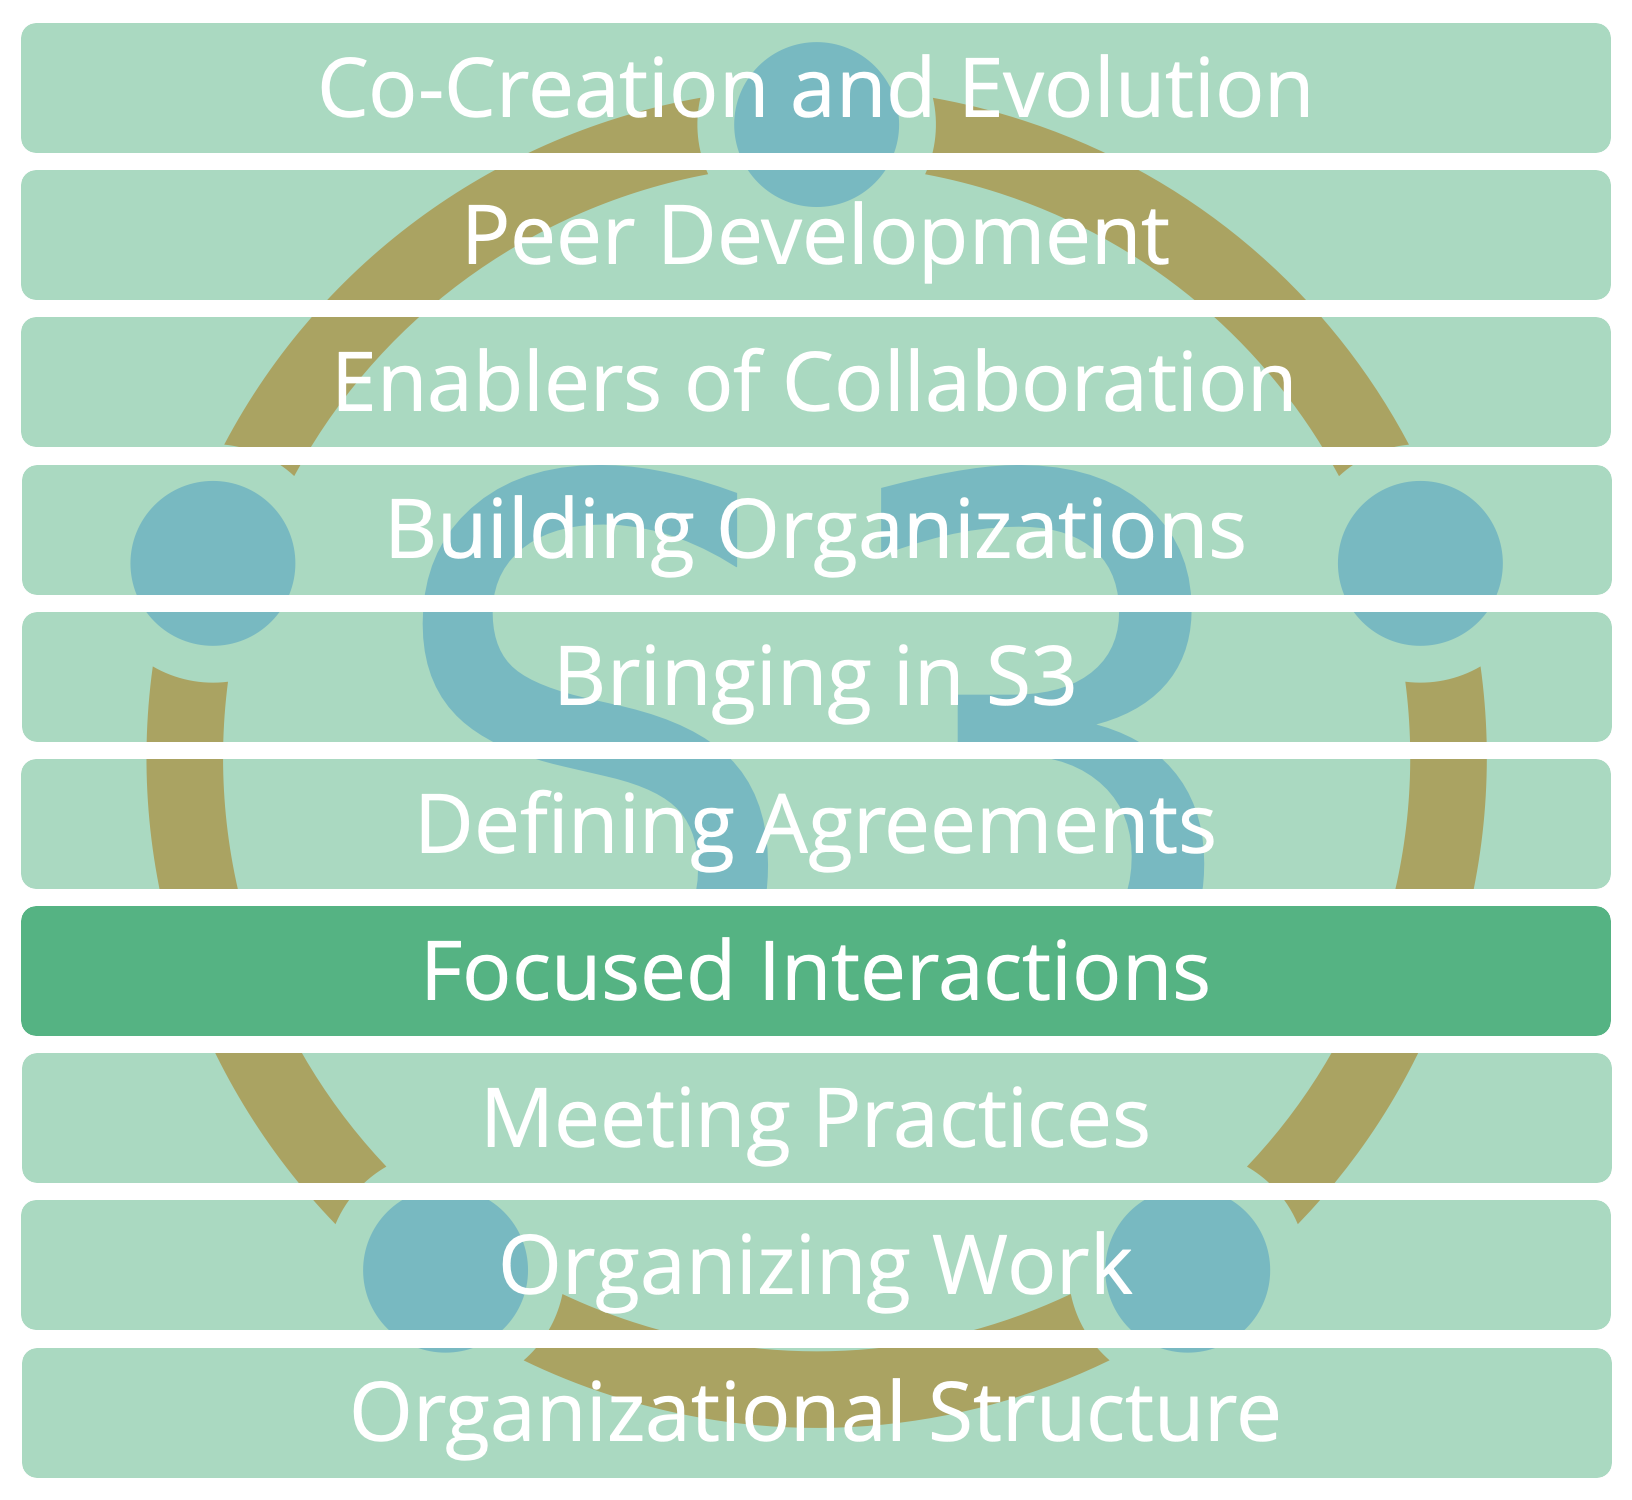 Co-Creation and Evolution
Peer Development
Enablers of Collaboration
Building Organizations
Bringing in S3
Defining Agreements
Focused Interactions
Meeting Practices
Organizing Work
Organizational Structure
S3